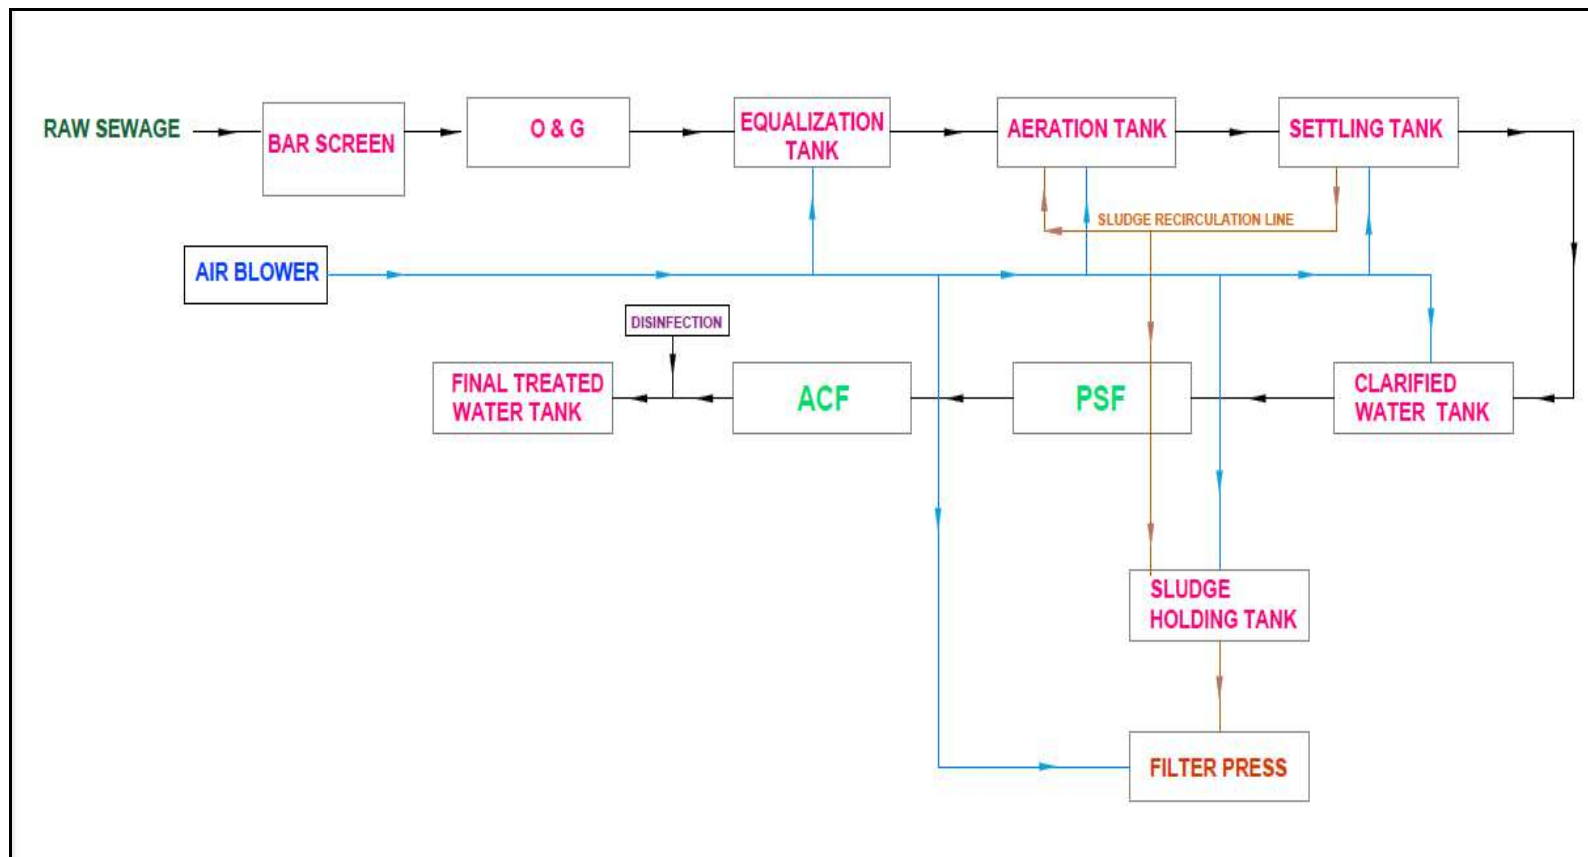 RAW SEWAGE
BAR SCREEN
O & G
EQUALIZATION
TANK
AERATION TANK
SETTLING TANK
SLUDGE RECIRCULATION LINE
AIR BLOWER
DISINFECTION
FINAL TREATED
WATER TANK
ACF
PSF
CLARIFIED
WATER TANK
SLUDGE
HOLDING TANK
FILTER PRESS